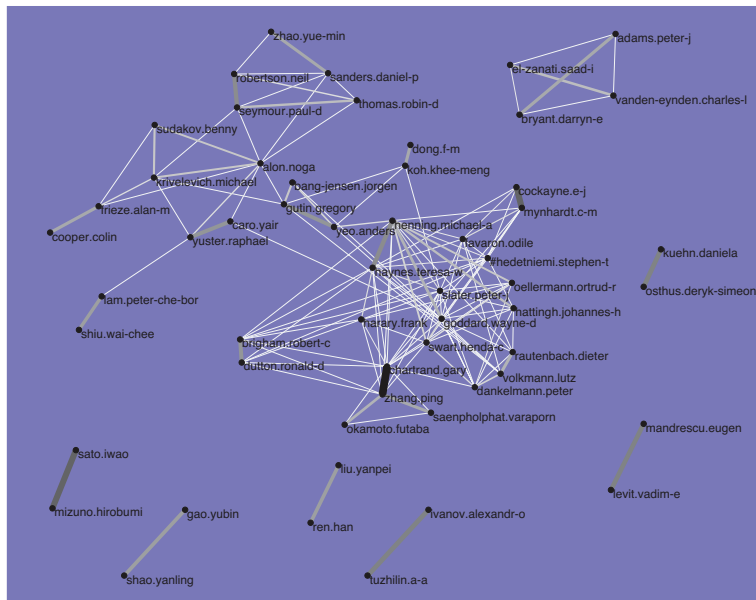 zhao.yue-min
adams.peter-j
el-zanati.saad-i
robertson.neil
sanders.daniel-p
vanden-eynden.charles-l
thomas.robin-d
seymour.paul-d
bryant.darryn-e
sudakov.benny
dong.f-m
alon.noga
koh.khee-meng
krivelevich.michael
bang-jensen.jorgen
cockayne.e-j
frieze.alan-m
gutin.gregory
mynhardt.c-m
caro.yair
henning.michael-a
cooper.colin
yeo.anders
yuster.raphael
favaron.odile
kuehn.daniela
#hedetniemi.stephen-t
haynes.teresa-w
oellermann.ortrud-r
osthus.deryk-simeon
slater.peter-j
lam.peter-che-bor
hattingh.johannes-h
harary.frank
goddard.wayne-d
shiu.wai-chee
brigham.robert-c
swart.henda-c
rautenbach.dieter
dutton.ronald-d
chartrand.gary
volkmann.lutz
dankelmann.peter
zhang.ping
saenpholphat.varaporn
okamoto.futaba
mandrescu.eugen
sato.iwao
liu.yanpei
levit.vadim-e
mizuno.hirobumi
gao.yubin
ivanov.alexandr-o
ren.han
shao.yanling
tuzhilin.a-a